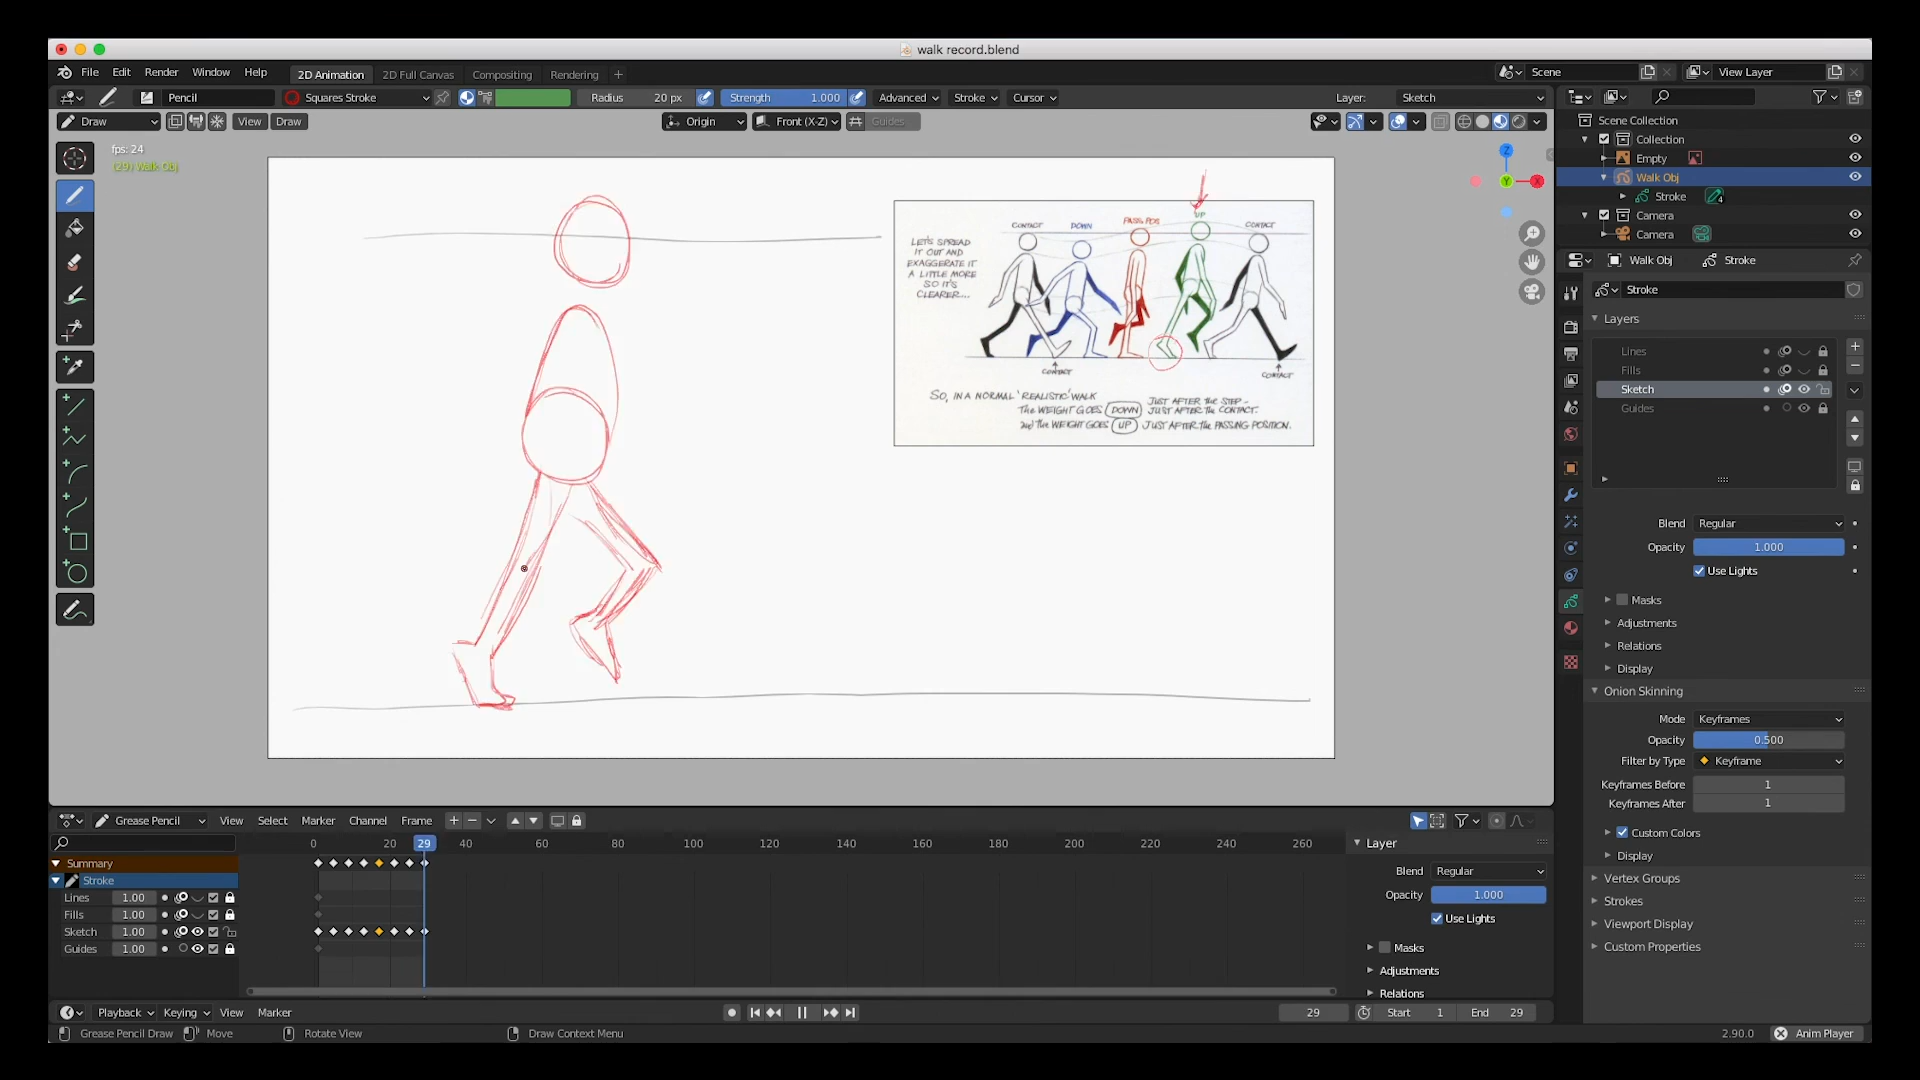 walk record.blend
File Edit Render Window Help 2D Animation 2D Full Canvas Compositing Rendering + Scene View Layer
Pencil Squares Stroke Radius 20 px Strength 1.000 Advanced Stroke Cursor Layer: Sketch
Draw View Draw Origin Front (X-Z) Guides
fps: 24
(29) Walk Obj
Z
Y
X
CONTACT DOWN PASS POS UP CONTACT
LET'S SPREAD
IT OUT AND
EXAGGERATE IT
A LITTLE MORE
SO IT'S
CLEARER...
CONTACT CONTACT
SO, IN A NORMAL 'REALISTIC' WALK
THE WEIGHT GOES DOWN JUST AFTER THE STEP -
JUST AFTER THE CONTACT.
and THE WEIGHT GOES UP JUST AFTER THE PASSING POSITION.
Scene Collection
Collection
Empty
Walk Obj
Stroke 4
Camera
Camera
Walk Obj Stroke
Stroke
Layers
Lines
Fills
Sketch
Guides
Blend Regular
Opacity 1.000
Use Lights
Masks
Adjustments
Relations
Display
Onion Skinning
Mode Keyframes
Opacity 0.500
Filter by Type Keyframe
Keyframes Before 1
Keyframes After 1
Custom Colors
Display
Vertex Groups
Strokes
Viewport Display
Custom Properties
Grease Pencil View Select Marker Channel Frame
0 20 29 40 60 80 100 120 140 160 180 200 220 240 260
Summary
Stroke
Lines 1.00
Fills 1.00
Sketch 1.00
Guides 1.00
Layer
Blend Regular
Opacity 1.000
Use Lights
Masks
Adjustments
Relations
Playback Keying View Marker 29 Start 1 End 29
Grease Pencil Draw Move Rotate View Draw Context Menu 2.90.0 Anim Player